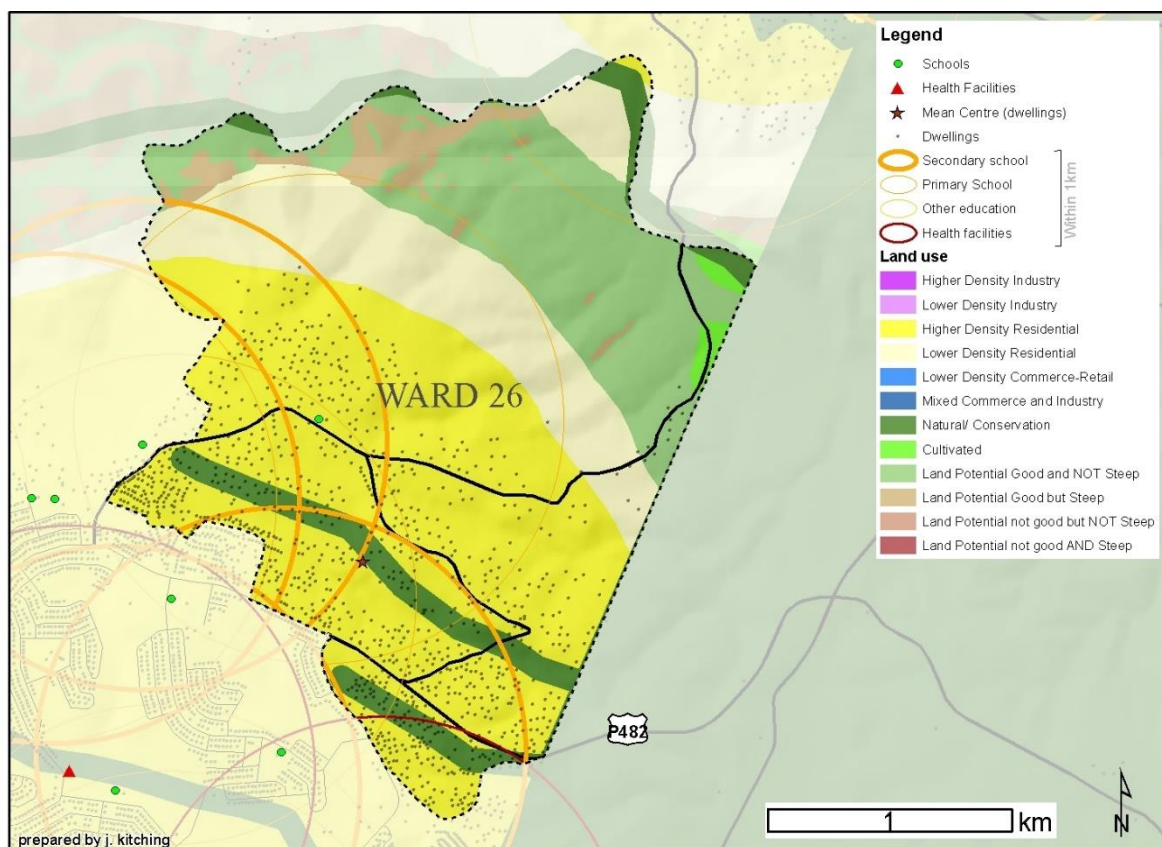 Legend
Schools
Health Facilities
Mean Centre (dwellings)
Dwellings
Secondary school
Primary School
Other education
Health facilities
Within 1km
Land use
Higher Density Industry
Lower Density Industry
Higher Density Residential
Lower Density Residential
Lower Density Commerce-Retail
Mixed Commerce and Industry
Natural/ Conservation
Cultivated
Land Potential Good and NOT Steep
Land Potential Good but Steep
Land Potential not good but NOT Steep
Land Potential not good AND Steep
WARD 26
P482
1
km
N
prepared by j. kitching